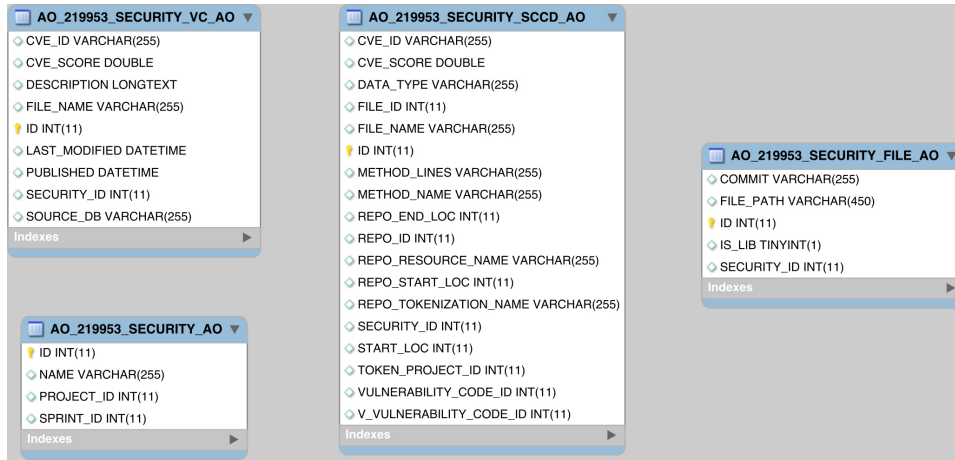 AO_219953_SECURITY_VC_AO
CVE_ID VARCHAR(255)
CVE_SCORE DOUBLE
DESCRIPTION LONGTEXT
FILE_NAME VARCHAR(255)
ID INT(11)
LAST_MODIFIED DATETIME
PUBLISHED DATETIME
SECURITY_ID INT(11)
SOURCE_DB VARCHAR(255)
Indexes
AO_219953_SECURITY_AO
ID INT(11)
NAME VARCHAR(255)
PROJECT_ID INT(11)
SPRINT_ID INT(11)
Indexes
AO_219953_SECURITY_SCCD_AO
CVE_ID VARCHAR(255)
CVE_SCORE DOUBLE
DATA_TYPE VARCHAR(255)
FILE_ID INT(11)
FILE_NAME VARCHAR(255)
ID INT(11)
METHOD_LINES VARCHAR(255)
METHOD_NAME VARCHAR(255)
REPO_END_LOC INT(11)
REPO_ID INT(11)
REPO_RESOURCE_NAME VARCHAR(255)
REPO_START_LOC INT(11)
REPO_TOKENIZATION_NAME VARCHAR(255)
SECURITY_ID INT(11)
START_LOC INT(11)
TOKEN_PROJECT_ID INT(11)
VULNERABILITY_CODE_ID INT(11)
V_VULNERABILITY_CODE_ID INT(11)
Indexes
AO_219953_SECURITY_FILE_AO
COMMIT VARCHAR(255)
FILE_PATH VARCHAR(450)
ID INT(11)
IS_LIB TINYINT(1)
SECURITY_ID INT(11)
Indexes